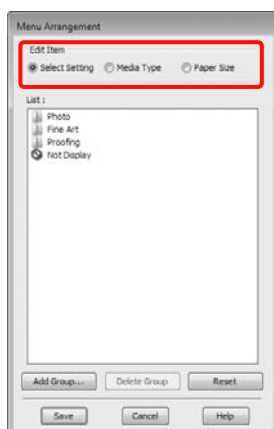 Menu Arrangement
Edit Item
Select Setting Media Type Paper Size
List :
Photo
Fine Art
Proofing
Not Display
Add Group... Delete Group Reset
Save Cancel Help